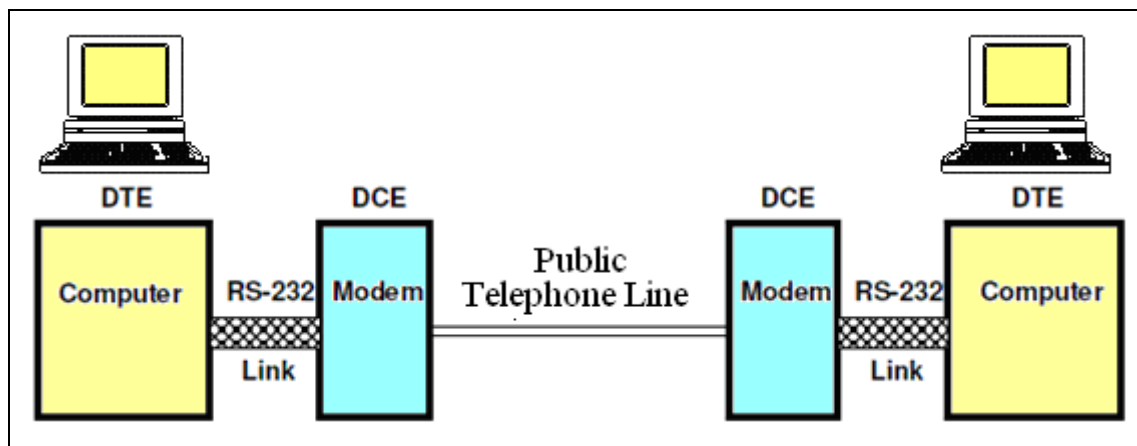 DTE
DCE
DCE
DTE
Computer
RS-232
Link
Modem
Public
Telephone Line
Modem
RS-232
Link
Computer